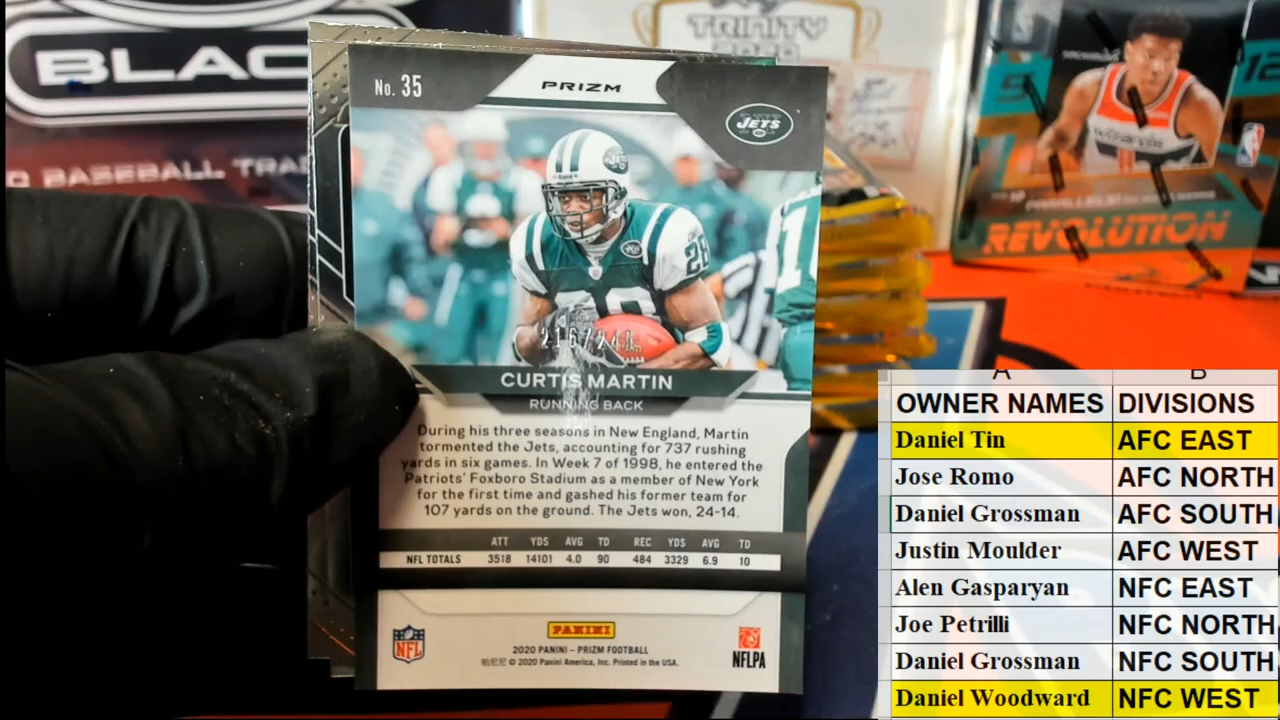 BLAC
BASEBALL TRA
TRINITY
2020
REVOLUTION
No. 35
PRIZM
JETS
28
CURTIS MARTIN
RUNNING BACK
During his three seasons in New England, Martin
tormented the Jets, accounting for 737 rushing
yards in six games. In Week 7 of 1998, he entered the
Patriots' Foxboro Stadium as a member of New York
for the first time and gashed his former team for
107 yards on the ground. The Jets won, 24-14.
ATT YDS AVG TD REC YDS AVG TD
NFL TOTALS 3518 14101 4.0 90 484 3329 6.9 10
PANINI
NFL
NFLPA
2020 PANINI – PRIZM FOOTBALL
帕尼尼 © 2020 Panini America, Inc. Printed in the USA.
A B
OWNER NAMES DIVISIONS
Daniel Tin AFC EAST
Jose Romo AFC NORTH
Daniel Grossman AFC SOUTH
Justin Moulder AFC WEST
Alen Gasparyan NFC EAST
Joe Petrilli NFC NORTH
Daniel Grossman NFC SOUTH
Daniel Woodward NFC WEST